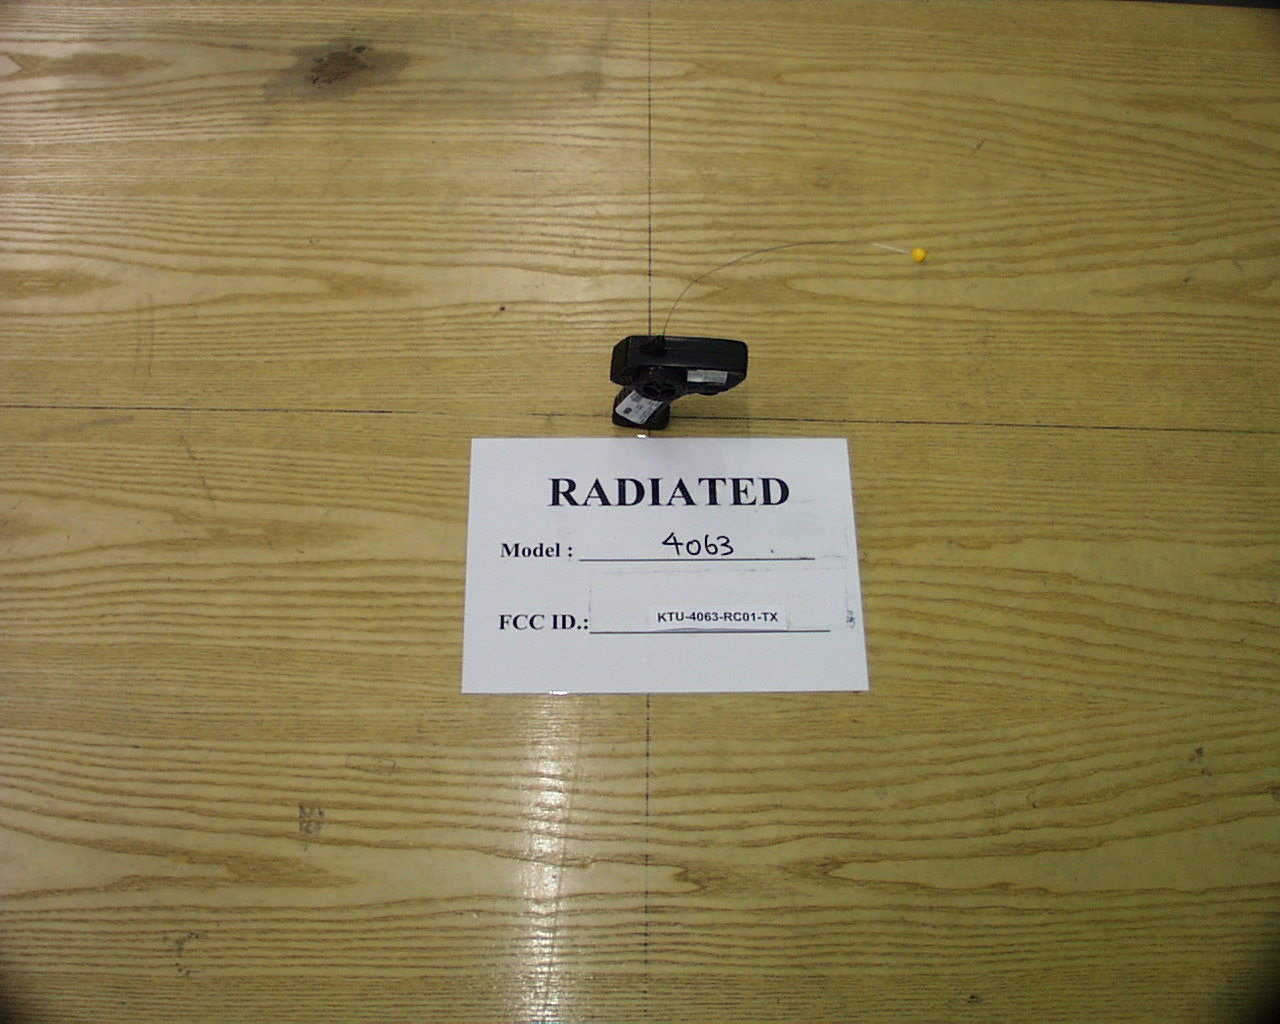 RADIATED
Model : 4063
FCC ID.: KTU-4063-RC01-TX